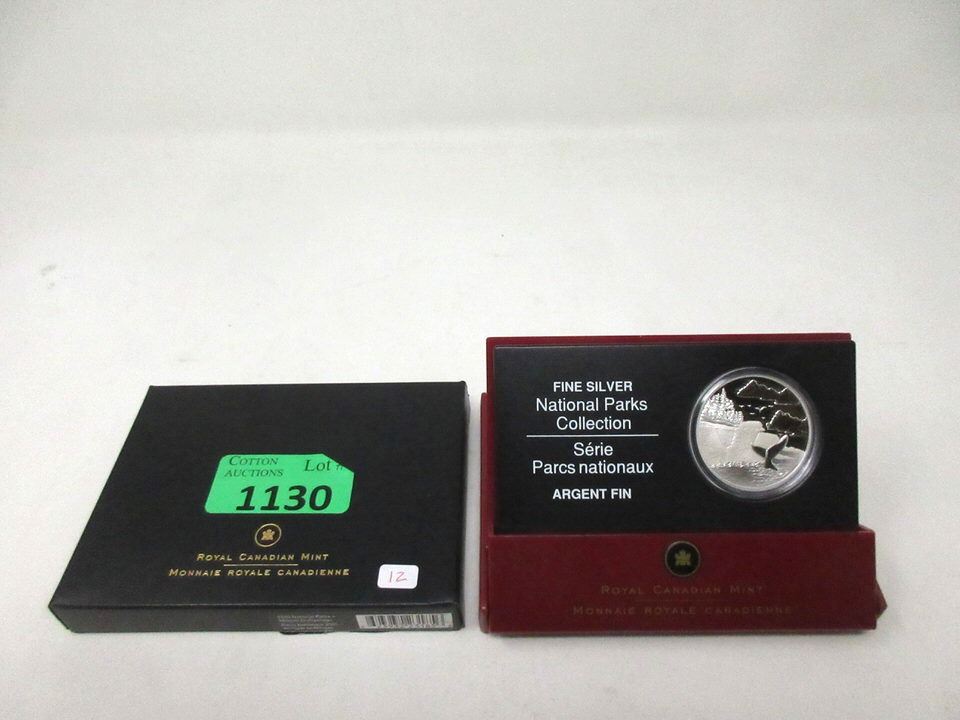 COTTON
AUCTIONS
Lot
1130
ROYAL CANADIAN MINT
MONNAIE ROYALE CANADIENNE
12
FINE SILVER
National Parks
Collection
Série
Parcs nationaux
ARGENT FIN
ROYAL CANADIAN MINT
MONNAIE ROYALE CANADIENNE